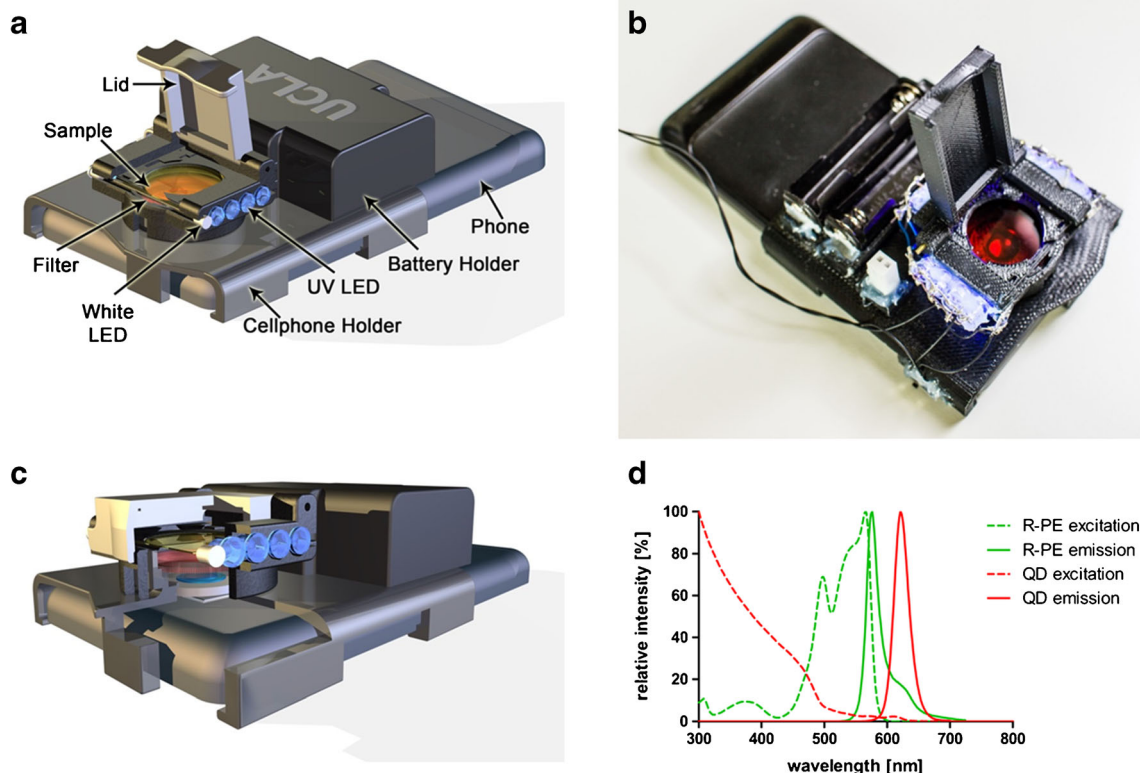 a
UCLA
Lid
Sample
Phone
Filter
Battery Holder
UV LED
White
LED
Cellphone Holder
b
c
d
relative intensity [%]
100
80
60
40
20
0
300 400 500 600 700 800
wavelength [nm]
R-PE excitation
R-PE emission
QD excitation
QD emission